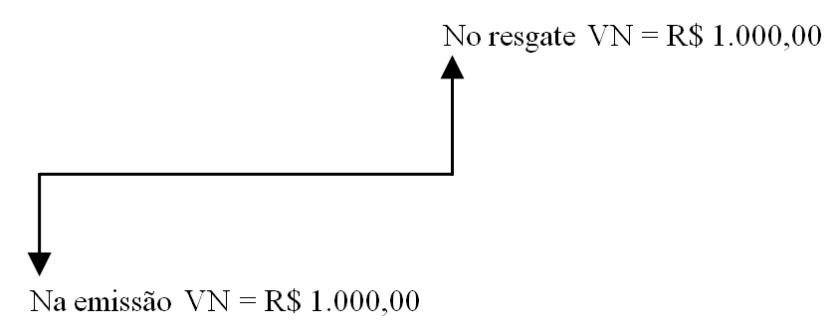 No resgate VN = R$ 1.000,00
Na emissão VN = R$ 1.000,00